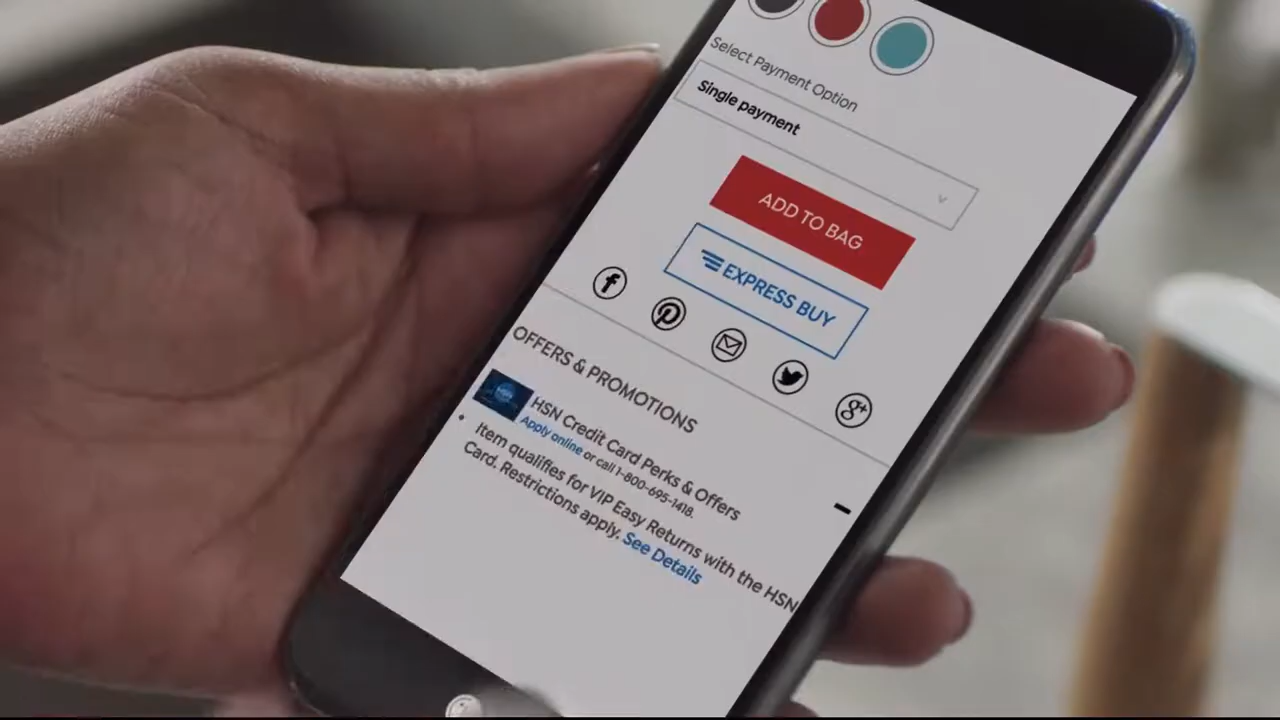 Select Payment Option
Single payment
ADD TO BAG
EXPRESS BUY
OFFERS & PROMOTIONS
HSN Credit Card Perks & Offers
Apply online or call 1-800-695-1418.
Item qualifies for VIP Easy Returns with the HSN
Card. Restrictions apply. See Details